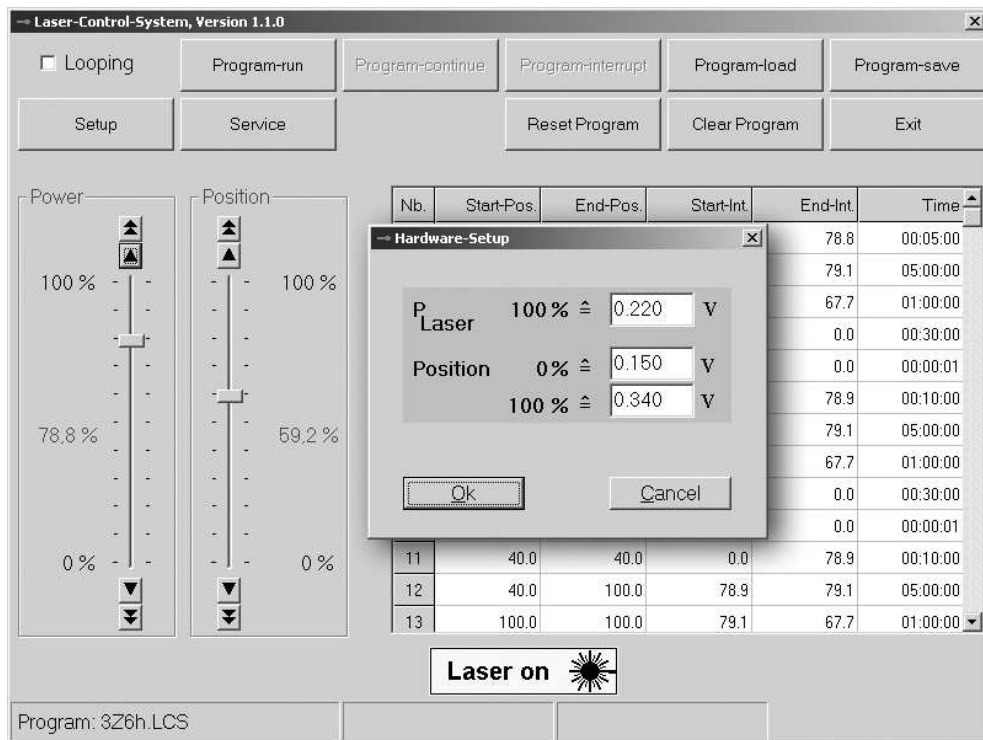 Laser-Control-System, Version 1.1.0
Looping
Program-run
Program-continue
Program-interrupt
Program-load
Program-save
Setup
Service
Reset Program
Clear Program
Exit
Power
100 %
78,8 %
0 %
Position
100 %
59,2 %
0 %
Nb. Start-Pos. End-Pos. Start-Int. End-Int. Time
78.8 00:05:00
79.1 05:00:00
67.7 01:00:00
0.0 00:30:00
0.0 00:00:01
78.9 00:10:00
79.1 05:00:00
67.7 01:00:00
0.0 00:30:00
0.0 00:00:01
11 40.0 40.0 0.0 78.9 00:10:00
12 40.0 100.0 78.9 79.1 05:00:00
13 100.0 100.0 79.1 67.7 01:00:00
Hardware-Setup
P Laser 100 % ≙ 0.220 V
Position 0 % ≙ 0.150 V
100 % ≙ 0.340 V
Ok
Cancel
Laser on
Program: 3Z6h.LCS